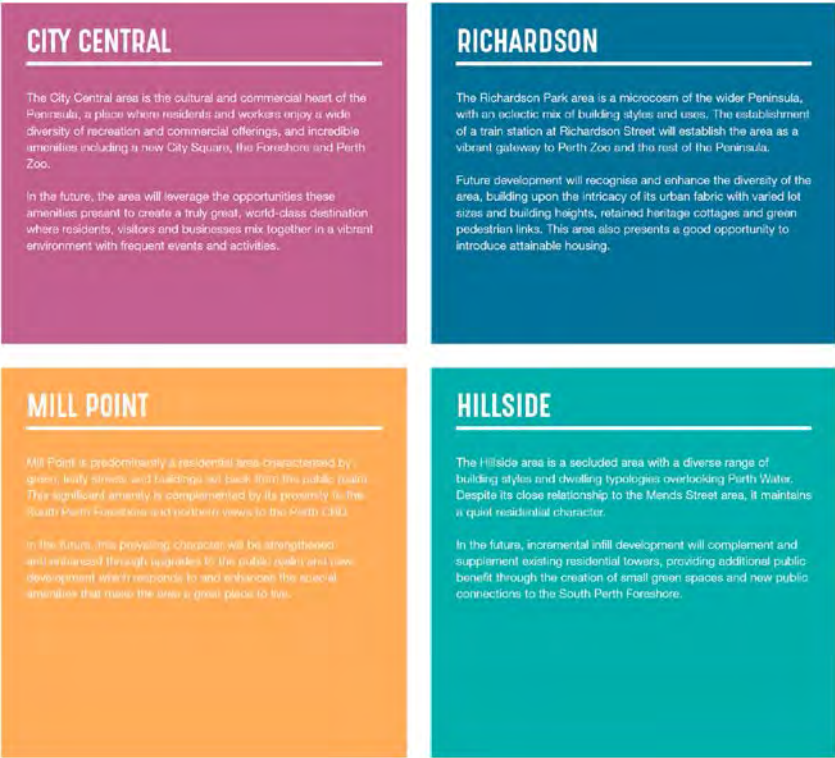 CITY CENTRAL
The City Central area is the cultural and commercial heart of the
Peninsula, a place where residents and workers enjoy a wide
diversity of recreation and commercial offerings, and incredible
amenities including a new City Square, the Foreshore and Perth
Zoo.
In the future, the area will leverage the opportunities these
amenities present to create a truly great, world-class destination
where residents, visitors and businesses mix together in a vibrant
environment with frequent events and activities.
RICHARDSON
The Richardson Park area is a microcosm of the wider Peninsula,
with an eclectic mix of building styles and uses. The establishment
of a train station at Richardson Street will establish the area as a
vibrant gateway to Perth Zoo and the rest of the Peninsula.
Future development will recognise and enhance the diversity of the
area, building upon the intricacy of its urban fabric with varied lot
sizes and building heights, retained heritage cottages and green
pedestrian links. This area also presents a good opportunity to
introduce attainable housing.
MILL POINT
Mill Point is predominantly a residential area characterised by
green, leafy streets and buildings set back from the public realm.
This significant amenity is complemented by its proximity to the
South Perth Foreshore and northern views to the Perth CBD.
In the future, this prevailing character will be strengthened
and enhanced through upgrades to the public realm and new
development which responds to and enhances the special
amenities that make the area a great place to live.
HILLSIDE
The Hillside area is a secluded area with a diverse range of
building styles and dwelling typologies overlooking Perth Water.
Despite its close relationship to the Mends Street area, it maintains
a quiet residential character.
In the future, incremental infill development will complement and
supplement existing residential towers, providing additional public
benefit through the creation of small green spaces and new public
connections to the South Perth Foreshore.